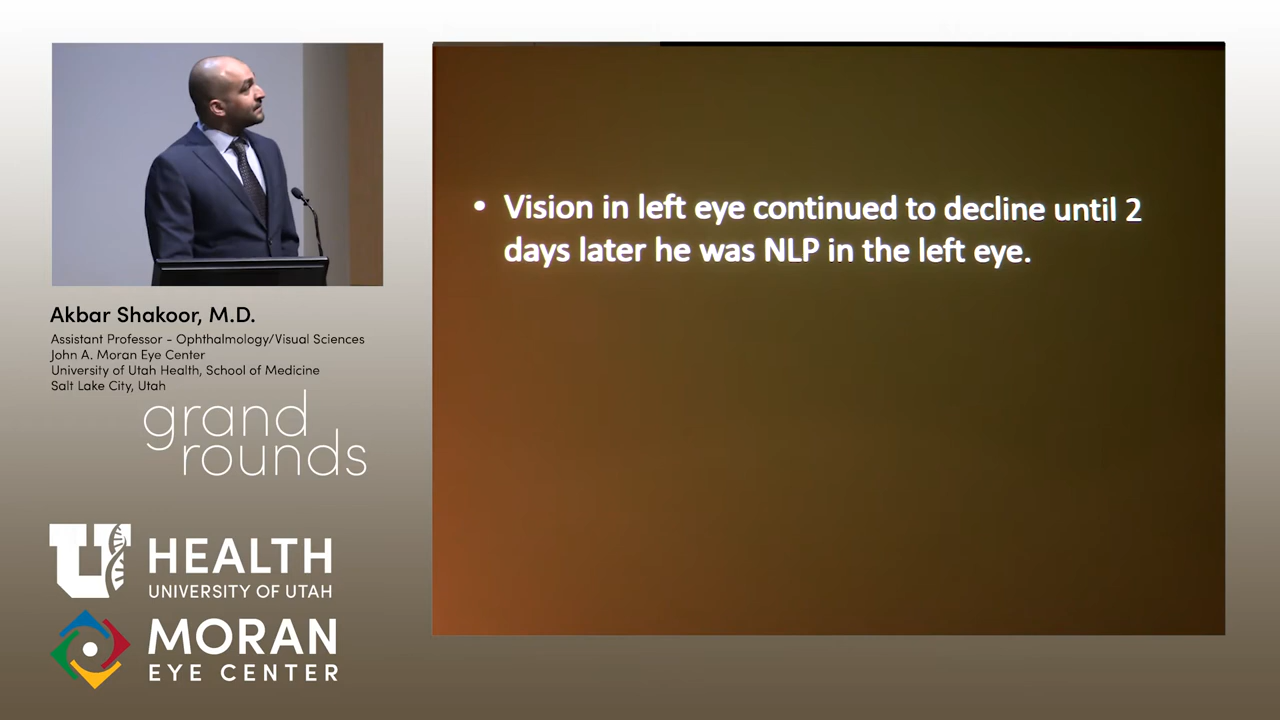 Akbar Shakoor, M.D.
Assistant Professor - Ophthalmology/Visual Sciences
John A. Moran Eye Center
University of Utah Health, School of Medicine
Salt Lake City, Utah
grand
rounds
U HEALTH
UNIVERSITY OF UTAH
MORAN
EYE CENTER
• Vision in left eye continued to decline until 2
days later he was NLP in the left eye.